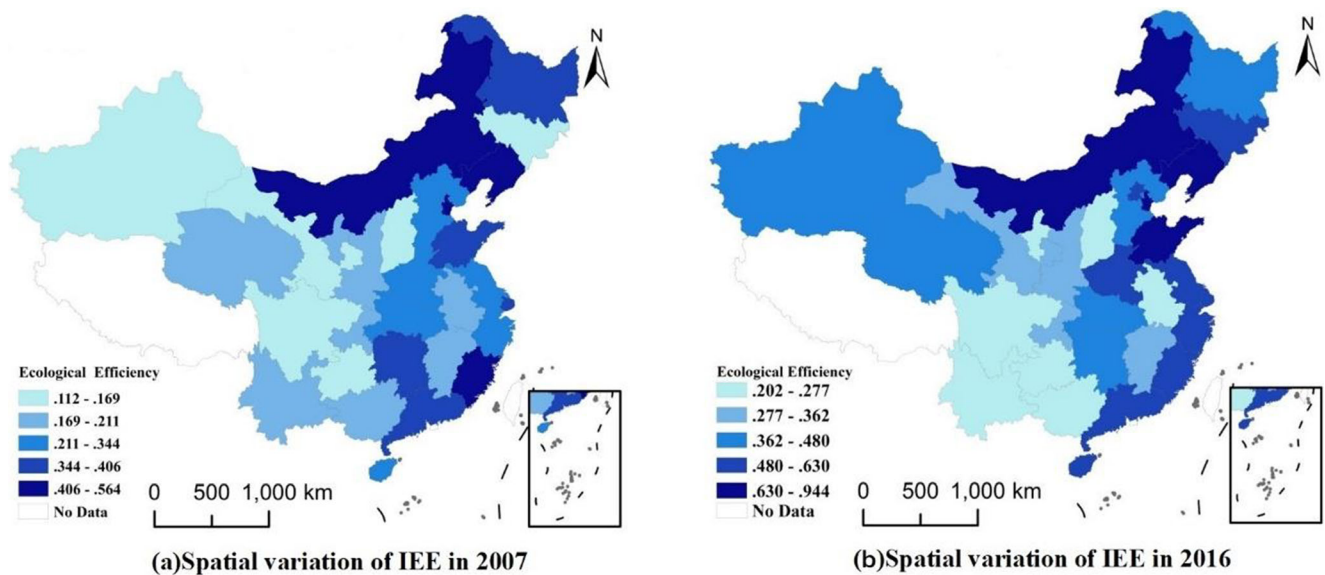 N
Ecological Efficiency
.112 - .169
.169 - .211
.211 - .344
.344 - .406
.406 - .564
No Data
0 500 1,000 km
(a)Spatial variation of IEE in 2007
N
Ecological Efficiency
.202 - .277
.277 - .362
.362 - .480
.480 - .630
.630 - .944
No Data
0 500 1,000 km
(b)Spatial variation of IEE in 2016